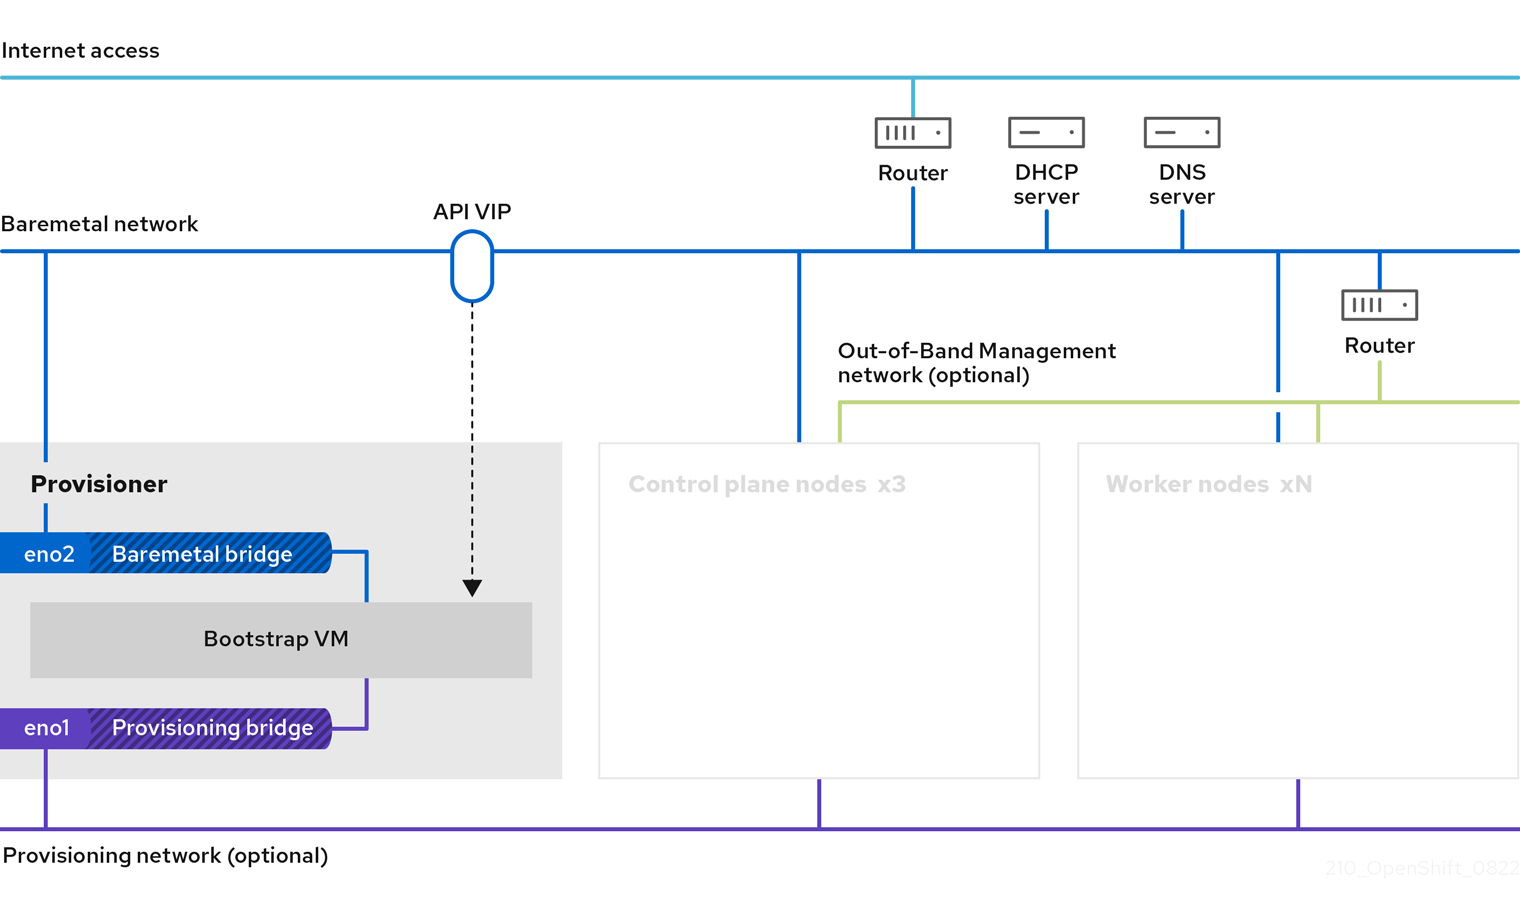 Internet access
Router
DHCP
server
DNS
server
API VIP
Baremetal network
Router
Out-of-Band Management
network (optional)
Provisioner
Control plane nodes x3
Worker nodes xN
eno2
Baremetal bridge
Bootstrap VM
eno1
Provisioning bridge
Provisioning network (optional)
210_OpenShift_0822